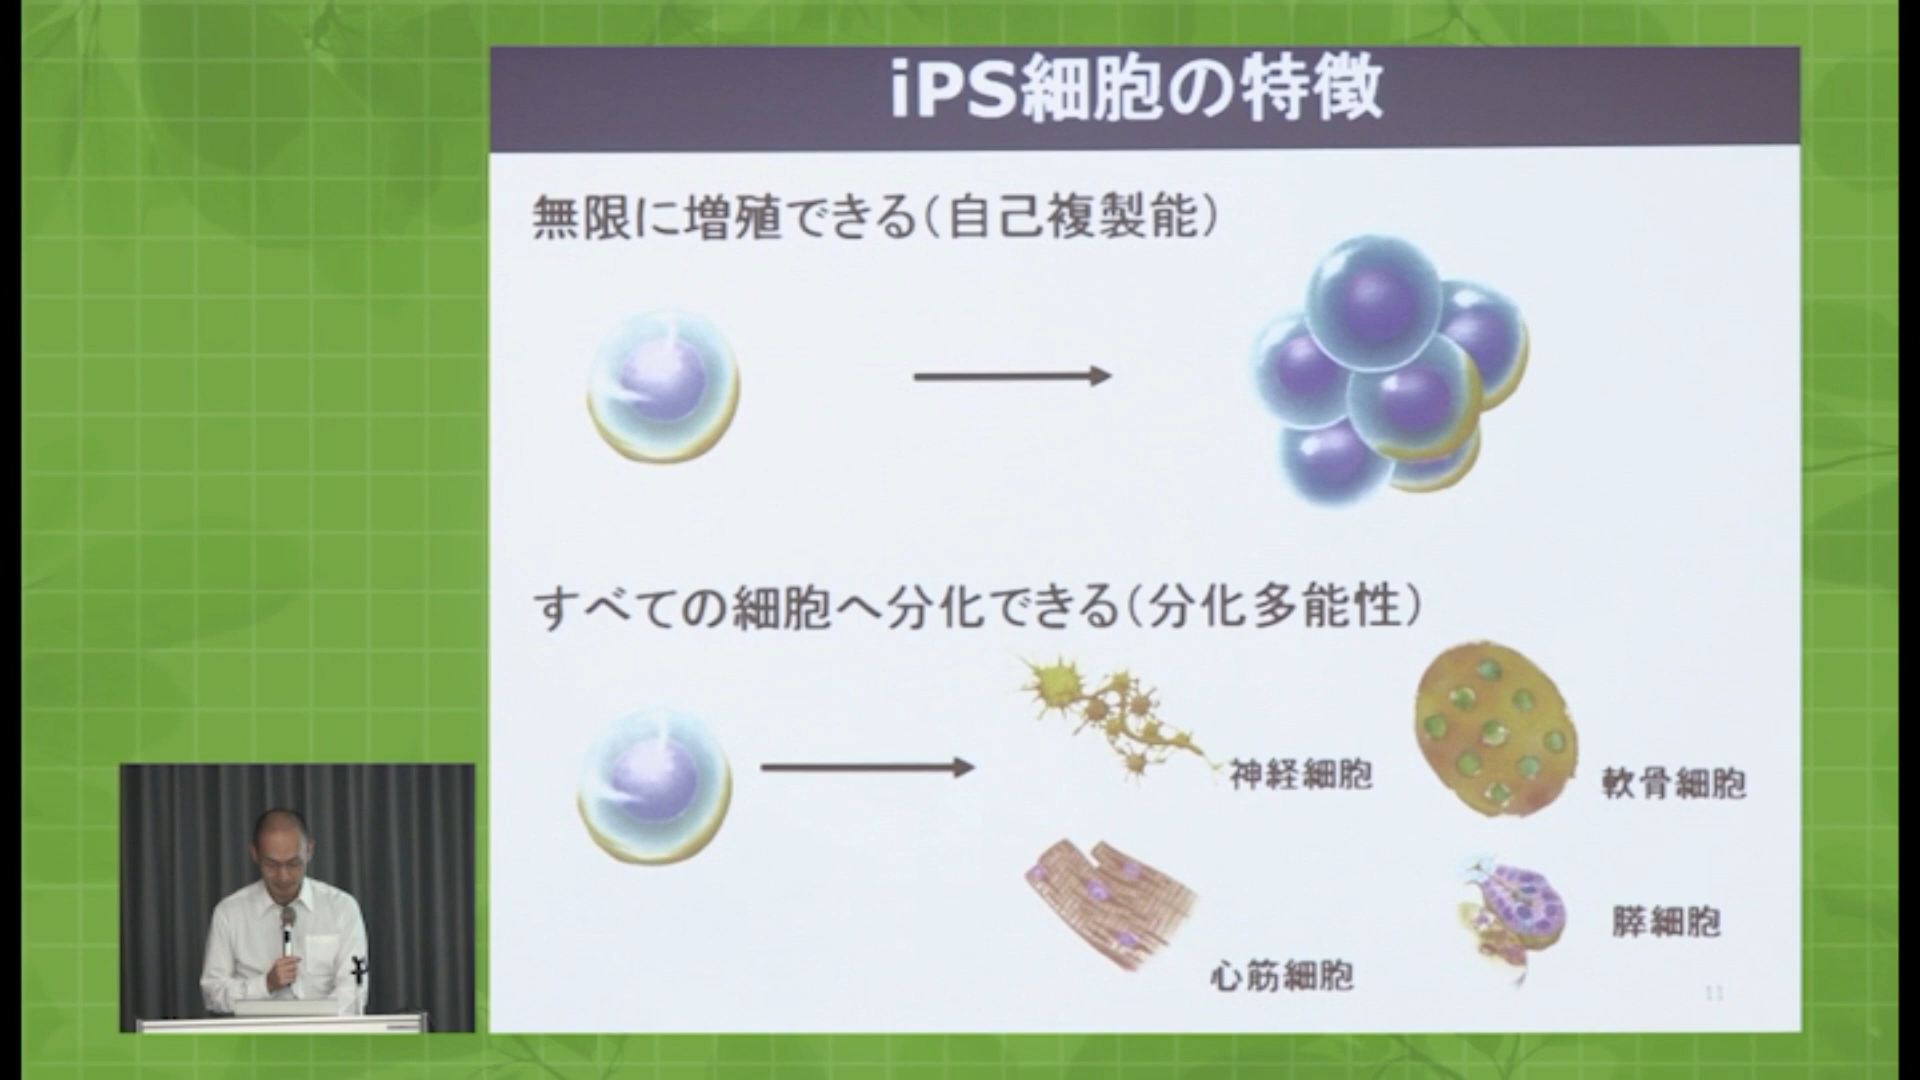 iPS細胞の特徴
無限に増殖できる（自己複製能）
すべての細胞へ分化できる（分化多能性）
神経細胞
軟骨細胞
心筋細胞
膵細胞
11